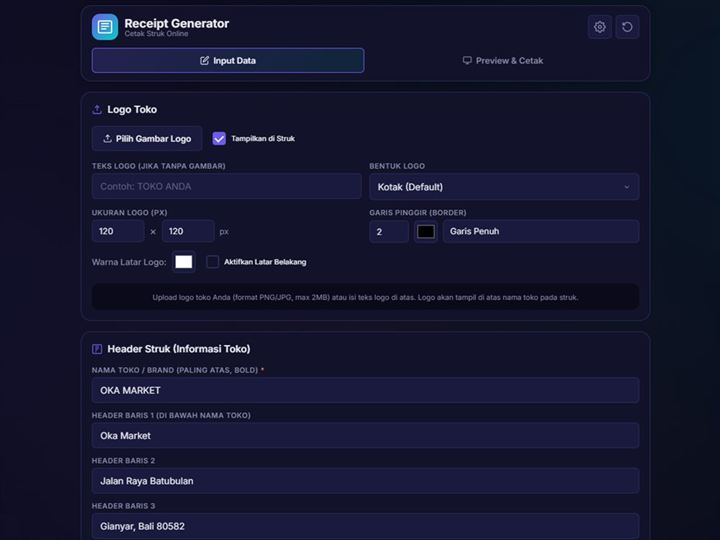 Receipt Generator
Cetak Struk Online
Input Data
Preview & Cetak
Logo Toko
Pilih Gambar Logo
Tampilkan di Struk
TEKS LOGO (JIKA TANPA GAMBAR)
BENTUK LOGO
Contoh: TOKO ANDA
Kotak (Default)
UKURAN LOGO (PX)
GARIS PINGGIR (BORDER)
120 × 120 px
2
Garis Penuh
Warna Latar Logo:
Aktifkan Latar Belakang
Upload logo toko Anda (format PNG/JPG, max 2MB) atau isi teks logo di atas. Logo akan tampil di atas nama toko pada struk.
Header Struk (Informasi Toko)
NAMA TOKO / BRAND (PALING ATAS, BOLD) *
OKA MARKET
HEADER BARIS 1 (DI BAWAH NAMA TOKO)
Oka Market
HEADER BARIS 2
Jalan Raya Batubulan
HEADER BARIS 3
Gianyar, Bali 80582